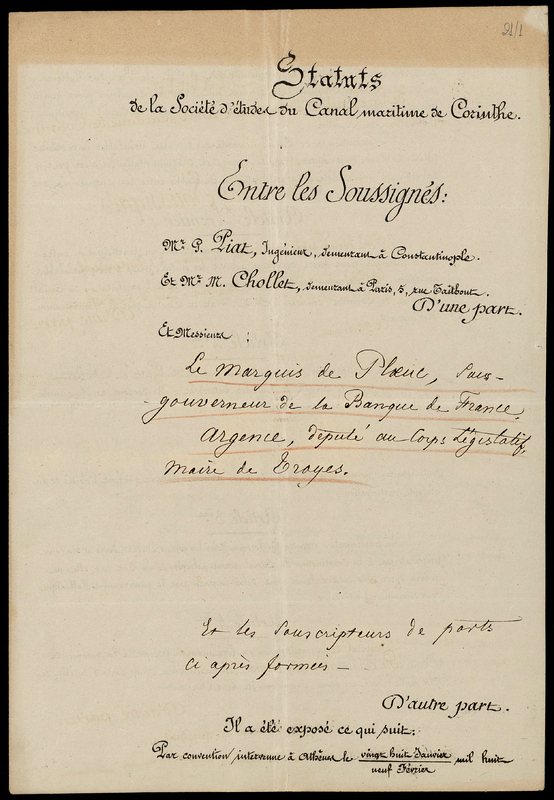 21/1
Statuts
de la Société d'études du Canal maritime de Corinthe.
Entre les Soussignés:
Mr. G. Piat, Ingénieur, demeurant à Constantinople.
Et Mr. M. Chollet, demeurant à Paris, 5, rue Taitbout.
D'une part.
Et Messieurs :
Le Marquis de Plœuc, Sous-
gouverneur de la Banque de France,
Argence, député au Corps Législatif,
Maire de Troyes.
Et les Souscripteurs de parts
ci après formées —
D'autre part.
Il a été exposé ce qui suit:
Par convention intervenue à Athènes le vingt huit Janvier mil huit
neuf Février